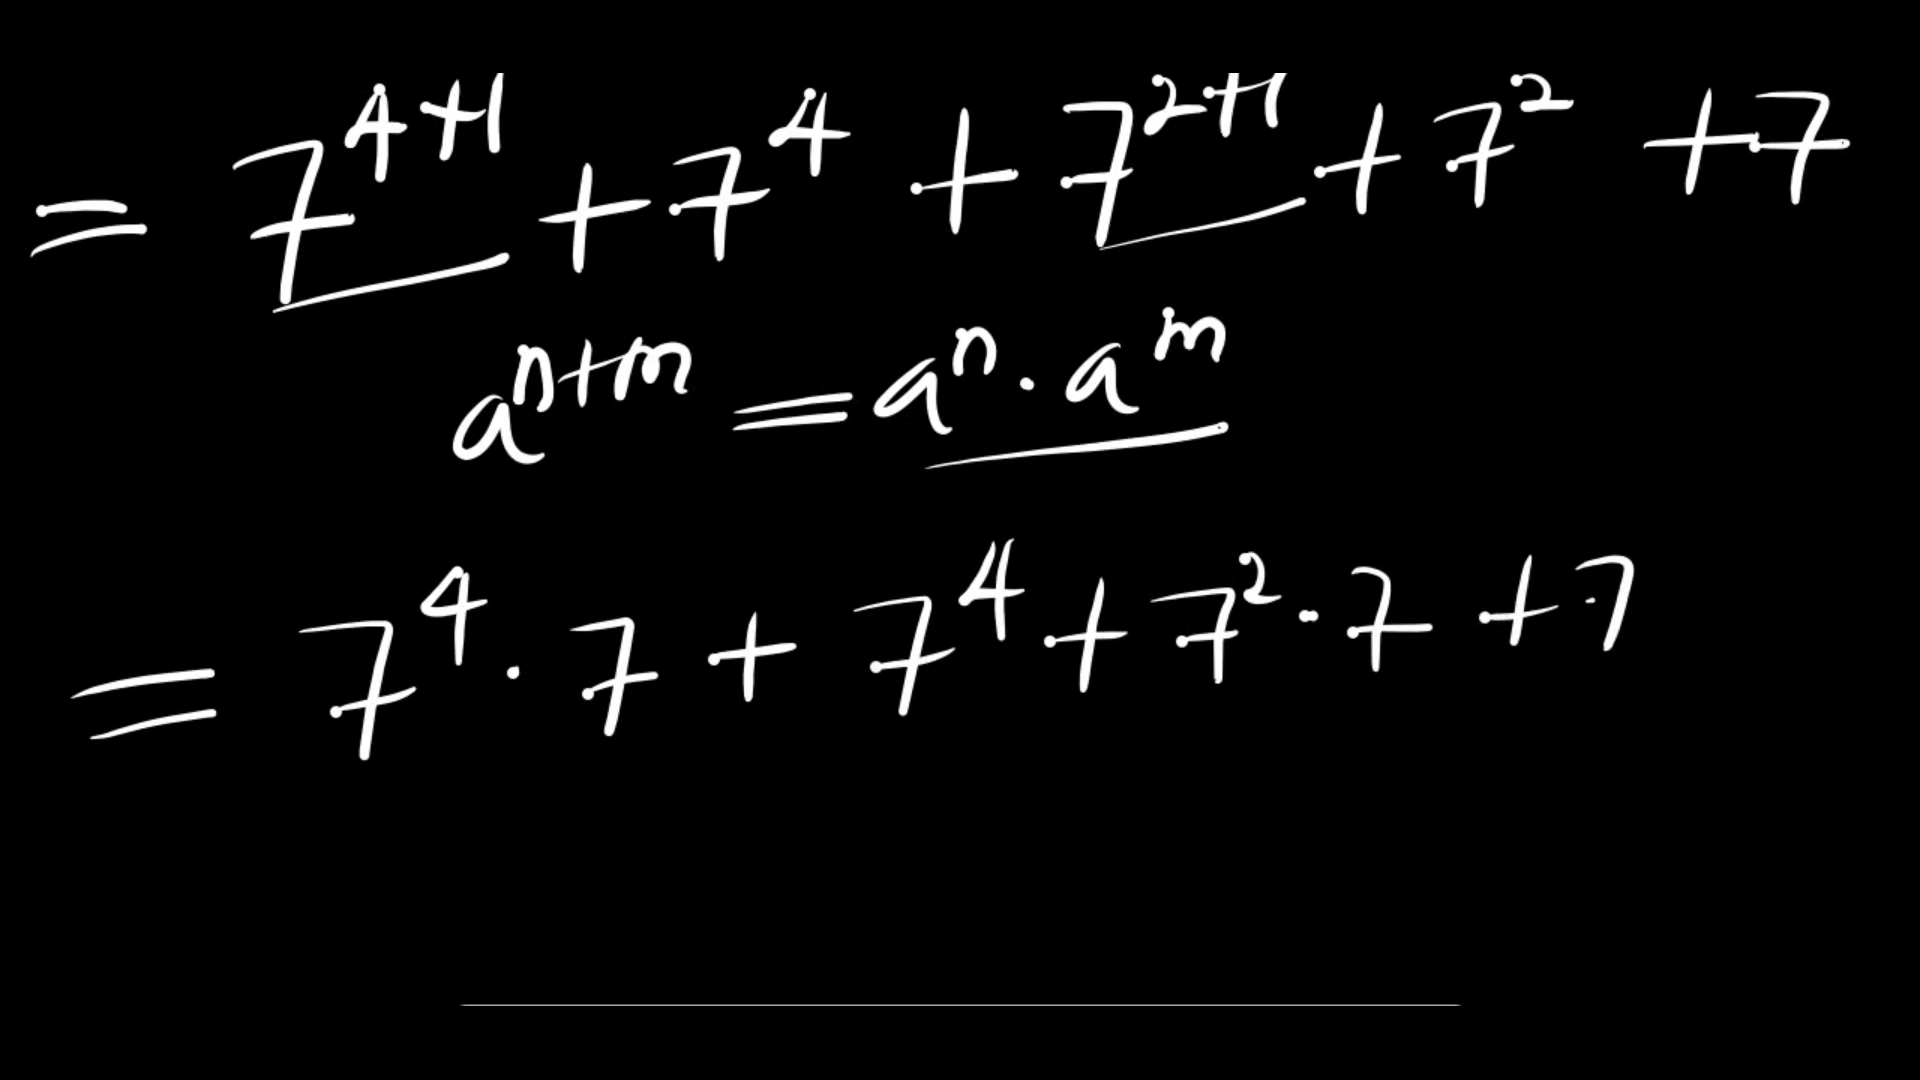 = 7^{4+1} + 7^4 + 7^{2+1} + 7^2 + 7
a^{n+m} = a^n · a^m
= 7^4 · 7 + 7^4 + 7^2 · 7 + 7